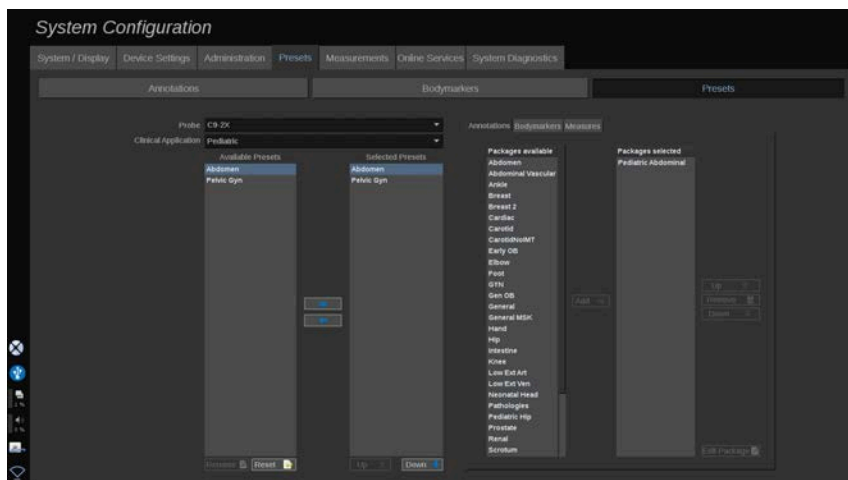 System Configuration
System / Display Device Settings Administration Presets Measurements Online Services System Diagnostics
Annotations Bodymarkers Presets
Probe C9-2X
Clinical Application Pediatric
Available Presets Selected Presets
Abdomen Abdomen
Pelvic Gyn Pelvic Gyn
Annotations Bodymarkers Measures
Packages available Packages selected
Abdomen Pediatric Abdominal
Abdominal Vascular
Ankle
Breast
Breast 2
Cardiac
Carotid
CarotidNoIMT
Early OB
Elbow
Foot
GYN
Gen OB
General
General MSK
Hand
Hip
Intestine
Knee
Low Ext Art
Low Ext Ven
Neonatal Head
Pathologies
Pediatric Hip
Prostate
Renal
Scrotum
Add
Up
Remove
Down
Edit Package
Rename Reset Up Down